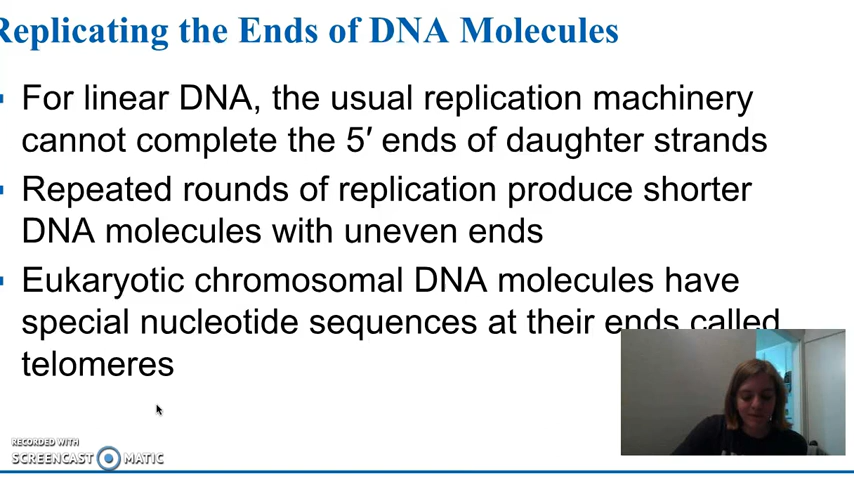 Replicating the Ends of DNA Molecules
For linear DNA, the usual replication machinery
cannot complete the 5′ ends of daughter strands
Repeated rounds of replication produce shorter
DNA molecules with uneven ends
Eukaryotic chromosomal DNA molecules have
special nucleotide sequences at their ends called
telomeres
RECORDED WITH
SCREENCAST MATIC